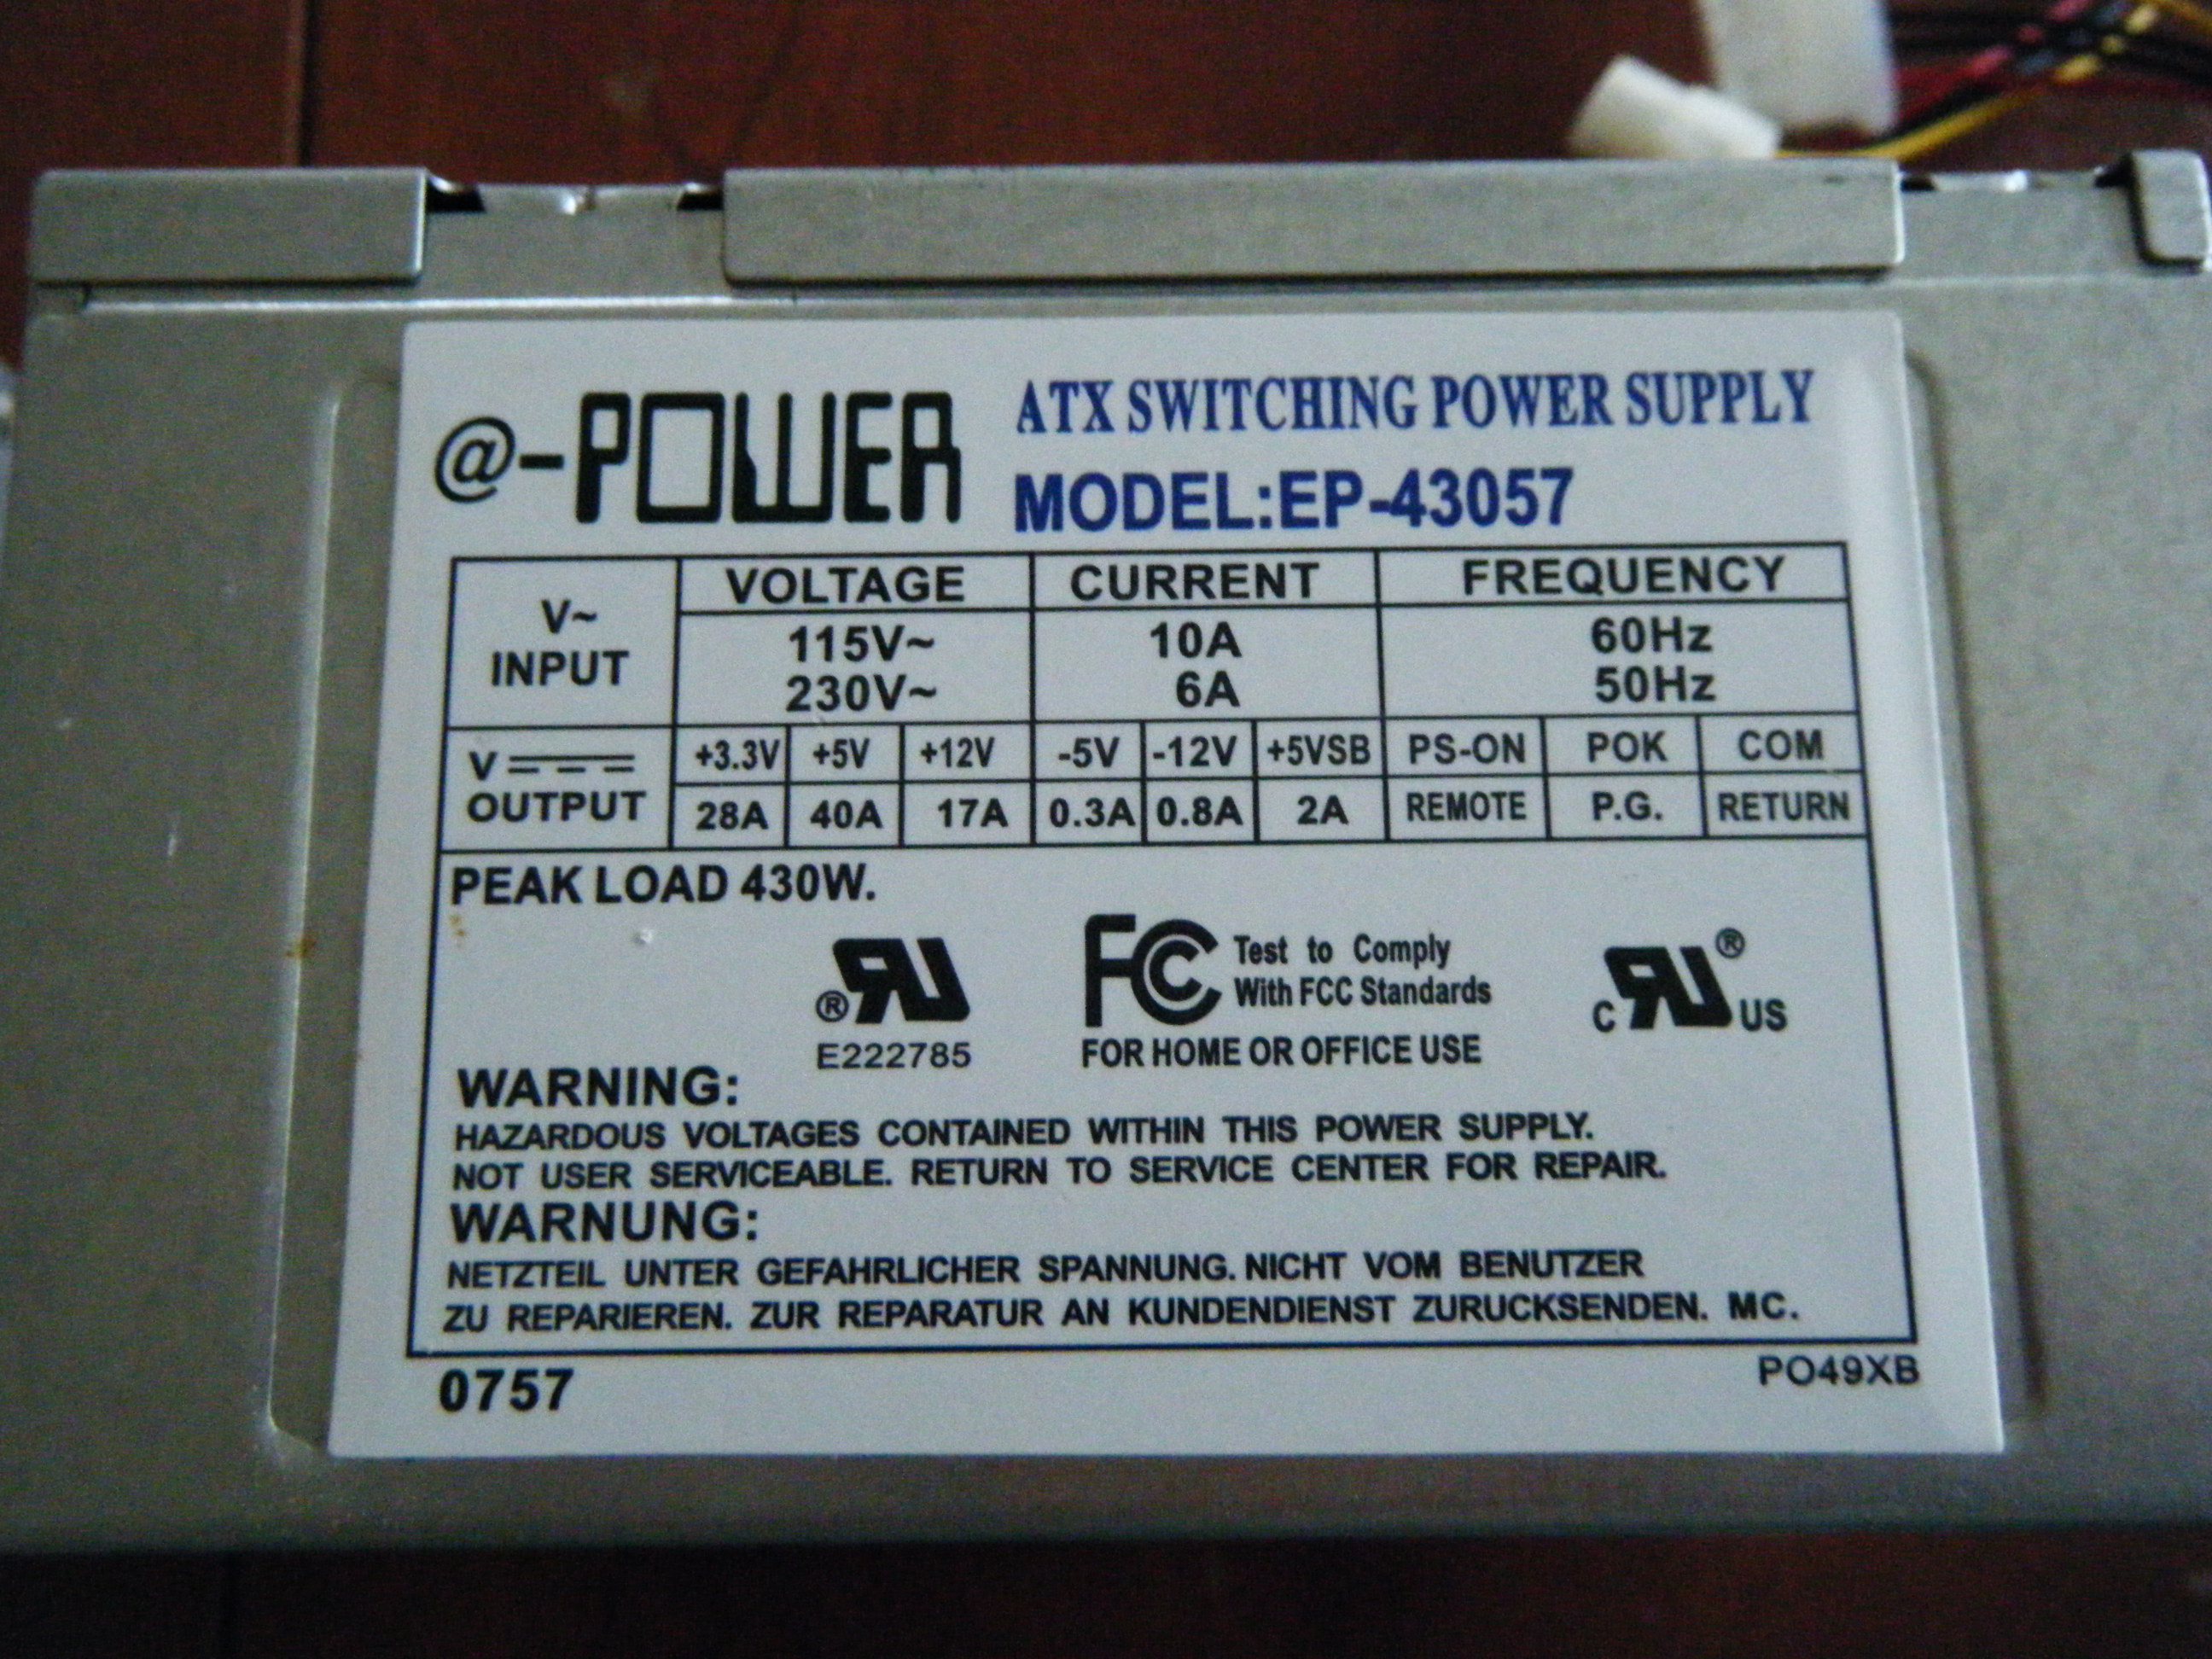 @-POWER
ATX SWITCHING POWER SUPPLY
MODEL:EP-43057
V~ INPUT VOLTAGE CURRENT FREQUENCY
115V~ 10A 60Hz
230V~ 6A 50Hz
V OUTPUT +3.3V +5V +12V -5V -12V +5VSB PS-ON POK COM
28A 40A 17A 0.3A 0.8A 2A REMOTE P.G. RETURN
PEAK LOAD 430W.
®RU
E222785
FC Test to Comply
With FCC Standards
FOR HOME OR OFFICE USE
C RU® US
WARNING:
HAZARDOUS VOLTAGES CONTAINED WITHIN THIS POWER SUPPLY.
NOT USER SERVICEABLE. RETURN TO SERVICE CENTER FOR REPAIR.
WARNUNG:
NETZTEIL UNTER GEFAHRLICHER SPANNUNG. NICHT VOM BENUTZER
ZU REPARIEREN. ZUR REPARATUR AN KUNDENDIENST ZURUCKSENDEN. MC.
0757
PO49XB